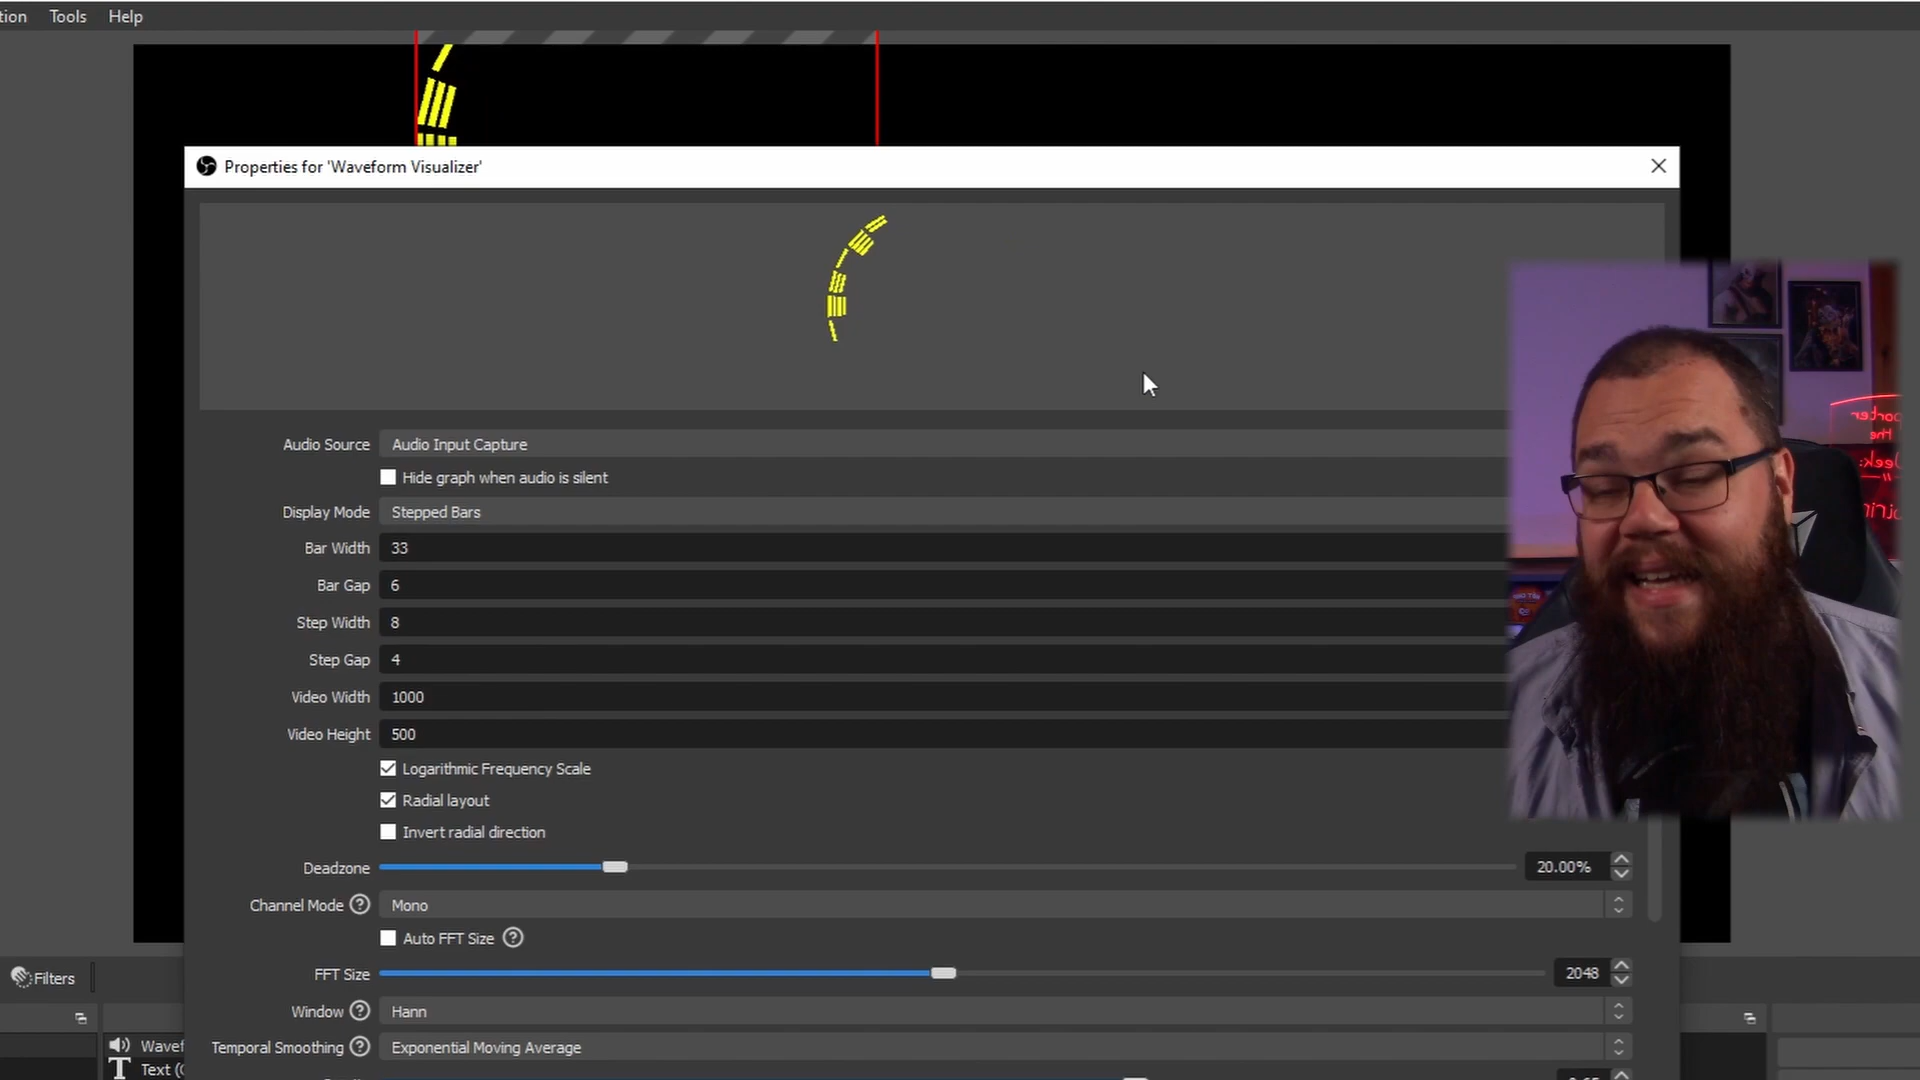 tion Tools Help
Properties for 'Waveform Visualizer'
Audio Source Audio Input Capture
Hide graph when audio is silent
Display Mode Stepped Bars
Bar Width 33
Bar Gap 6
Step Width 8
Step Gap 4
Video Width 1000
Video Height 500
Logarithmic Frequency Scale
Radial layout
Invert radial direction
Deadzone 20.00%
Channel Mode ? Mono
Auto FFT Size ?
FFT Size 2048
Filters
Window ? Hann
Wavef
Temporal Smoothing ? Exponential Moving Average
Text (